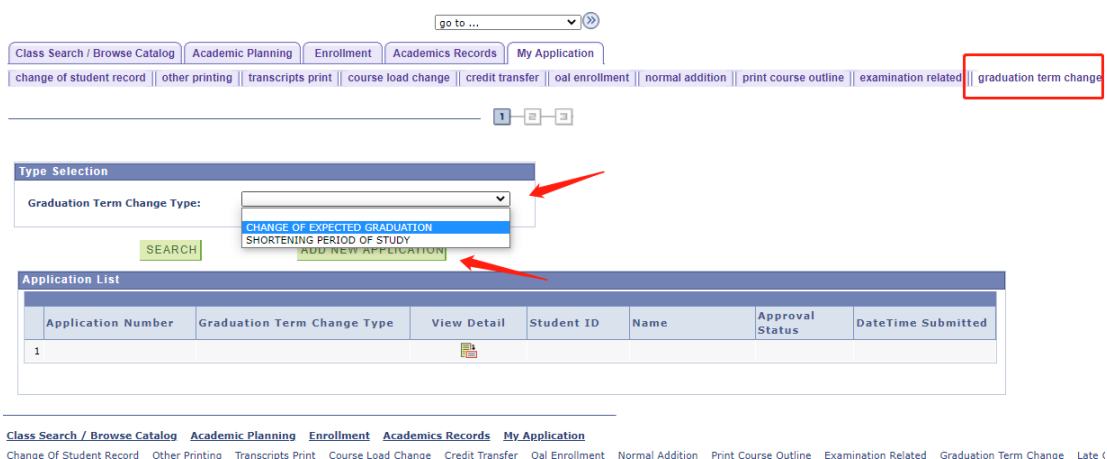 go to ...
Class Search / Browse Catalog Academic Planning Enrollment Academics Records My Application
change of student record other printing transcripts print course load change credit transfer oal enrollment normal addition print course outline examination related graduation term change
1 2 3
Type Selection
Graduation Term Change Type:
CHANGE OF EXPECTED GRADUATION
SHORTENING PERIOD OF STUDY
SEARCH ADD NEW APPLICATION
Application List
Application Number Graduation Term Change Type View Detail Student ID Name Approval Status DateTime Submitted
1
Class Search / Browse Catalog Academic Planning Enrollment Academics Records My Application
Change Of Student Record Other Printing Transcripts Print Course Load Change Credit Transfer Oal Enrollment Normal Addition Print Course Outline Examination Related Graduation Term Change Late